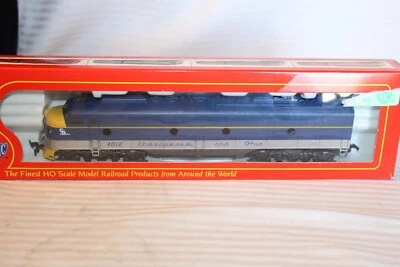 4012 Chesapeake and Ohio
The Finest HO Scale Model Railroad Products from Around the World